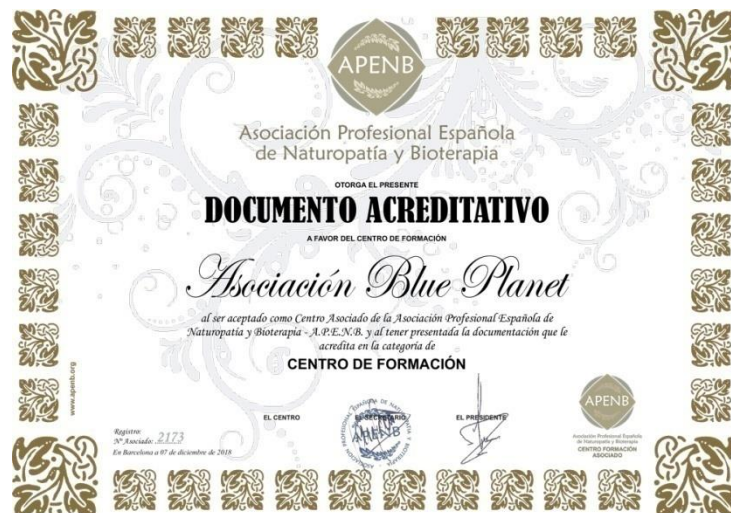 APENB
Asociación Profesional Española
de Naturopatía y Bioterapia
OTORGA EL PRESENTE
DOCUMENTO ACREDITATIVO
A FAVOR DEL CENTRO DE FORMACIÓN
Asociación Blue Planet
al ser aceptado como Centro Asociado de la Asociación Profesional Española de
Naturopatía y Bioterapia - A.P.E.N.B. y al tener presentada la documentación que le
acredita en la categoría de
CENTRO DE FORMACIÓN
www.apenb.org
EL CENTRO
EL SECRETARIO
EL PRESIDENTE
APENB
Registro:
Nº Asociado: 2173
En Barcelona a 07 de diciembre de 2018
APENB
Asociación Profesional Española
de Naturopatía y Bioterapia
CENTRO FORMACIÓN
ASOCIADO